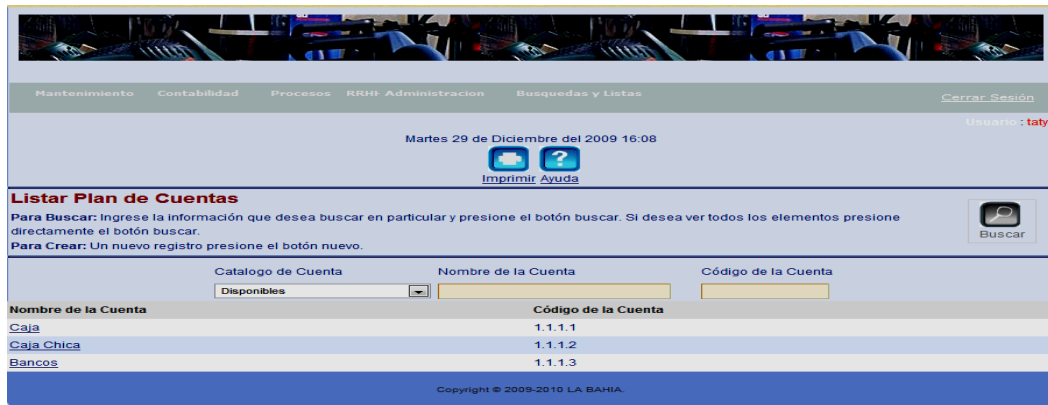 Mantenimiento Contabilidad Procesos RRHH Administracion Busquedas y Listas
Cerrar Sesión
Usuario: taty
Martes 29 de Diciembre del 2009 16:08
Imprimir Ayuda
Listar Plan de Cuentas
Para Buscar: Ingrese la información que desea buscar en particular y presione el botón buscar. Si desea ver todos los elementos presione
directamente el botón buscar.
Para Crear: Un nuevo registro presione el botón nuevo.
Buscar
Catalogo de Cuenta Nombre de la Cuenta Código de la Cuenta
Disponibles
Nombre de la Cuenta Código de la Cuenta
Caja 1.1.1.1
Caja Chica 1.1.1.2
Bancos 1.1.1.3
Copyright © 2009-2010 LA BAHIA.